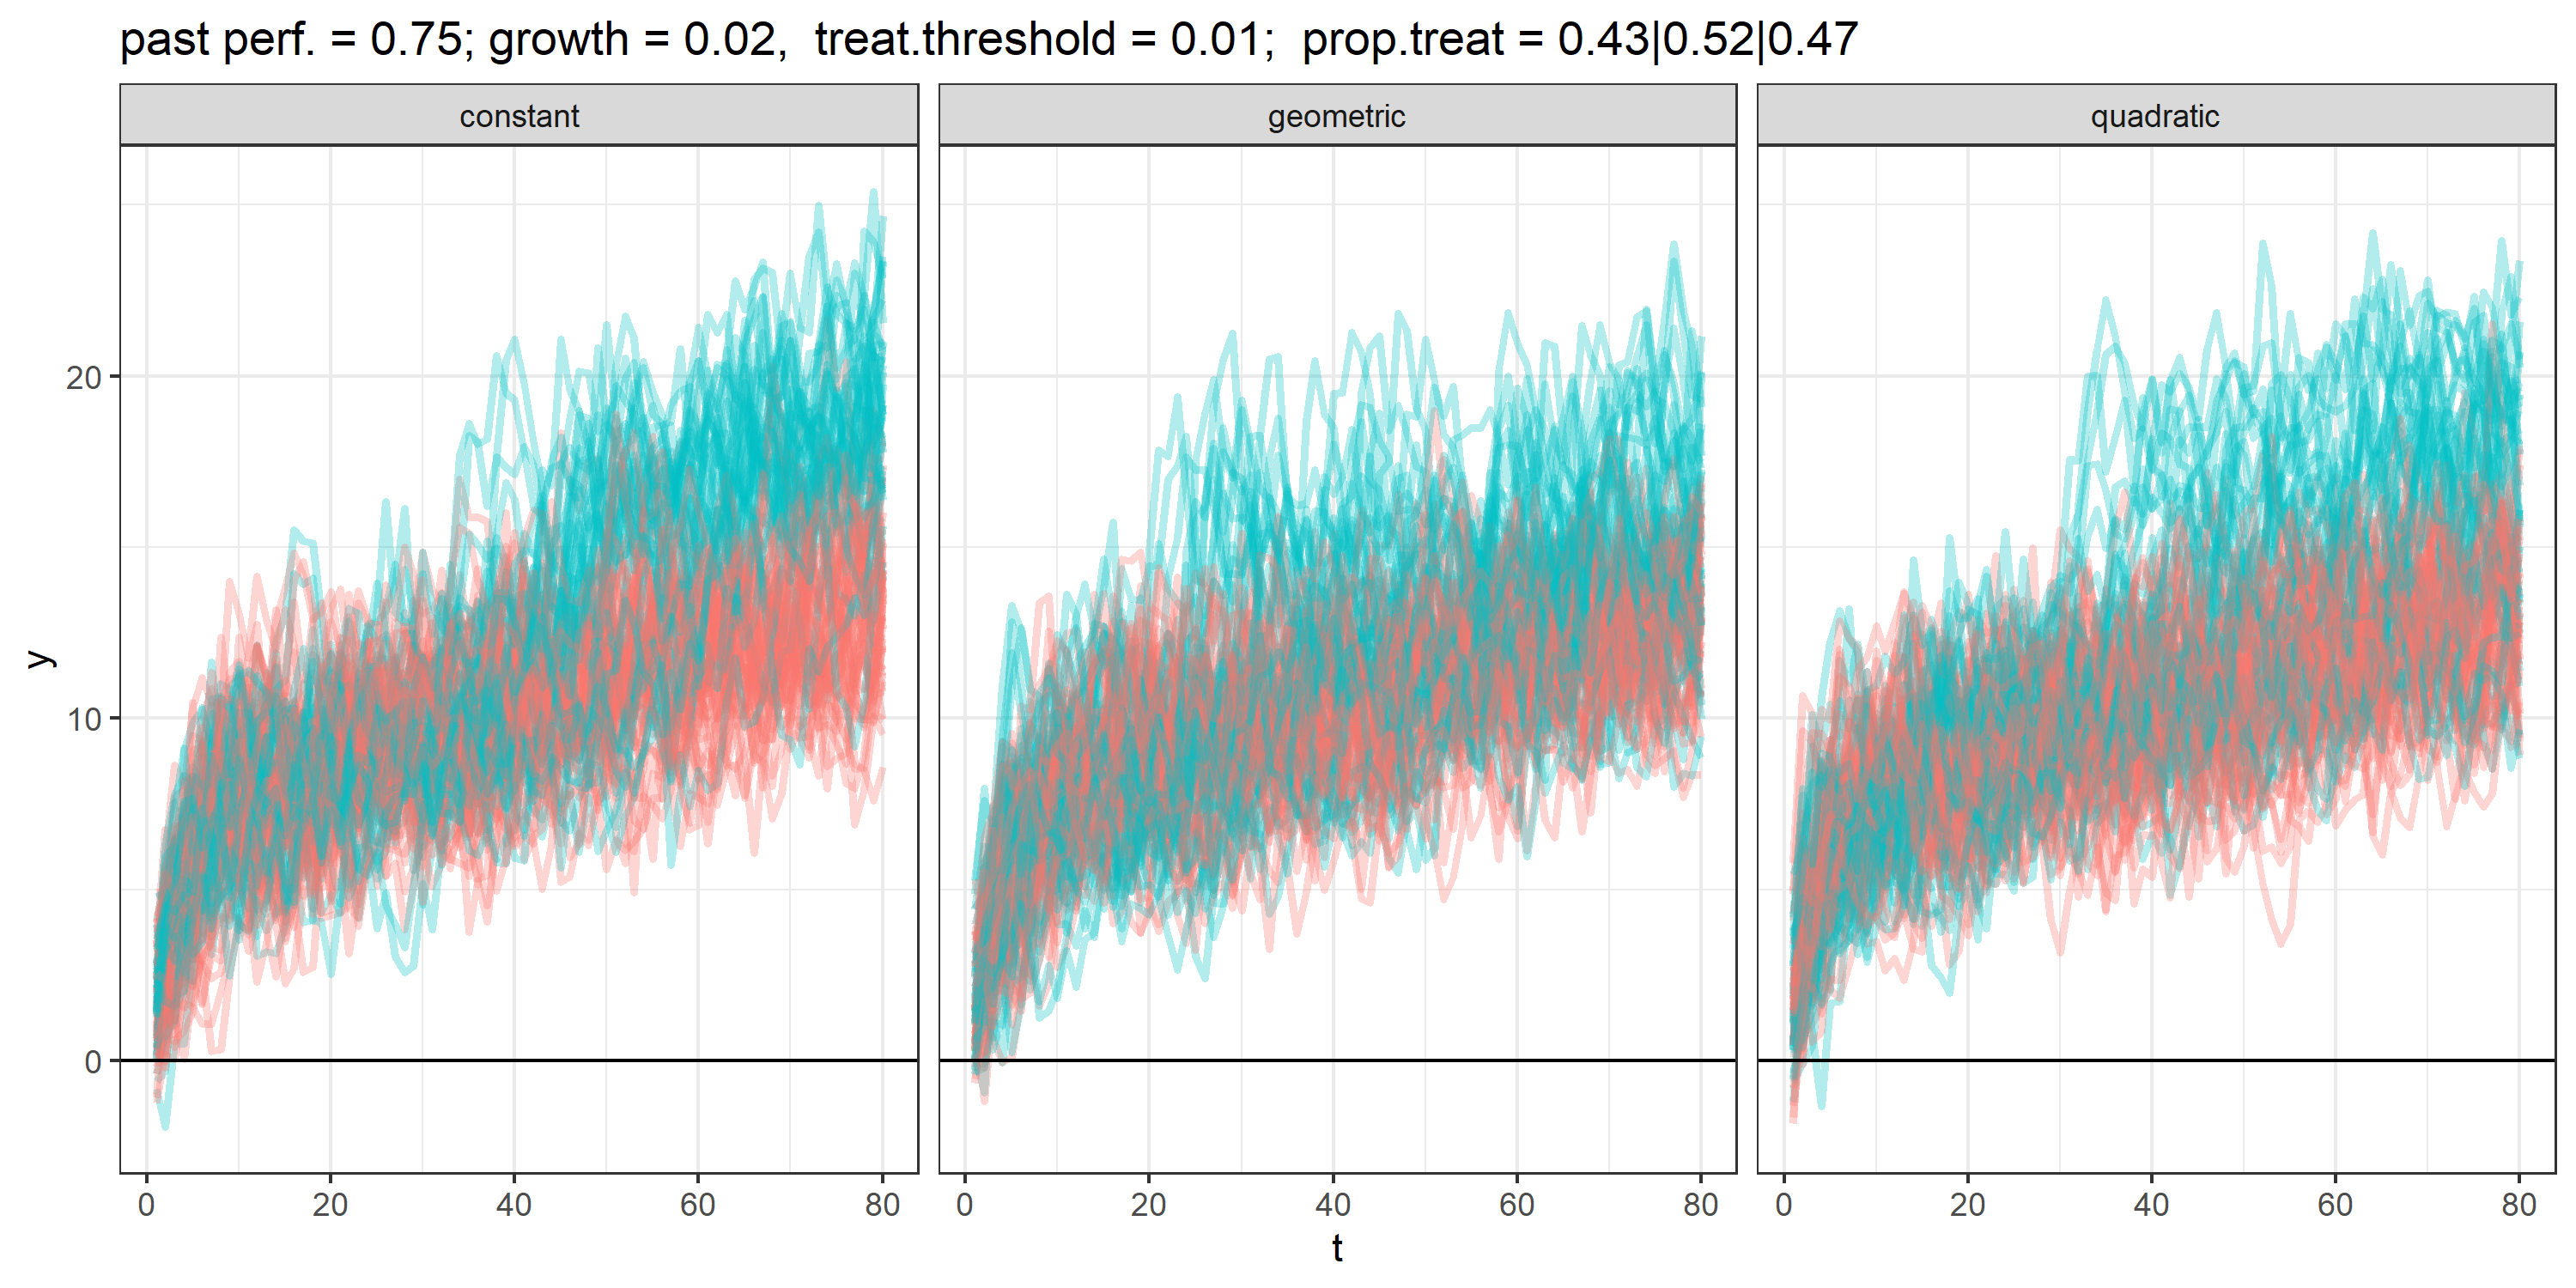 past perf. = 0.75; growth = 0.02,  treat.threshold = 0.01;  prop.treat = 0.43|0.52|0.47
constant
geometric
quadratic
y
20
10
0
0 20 40 60 80
0 20 40 60 80
0 20 40 60 80
t